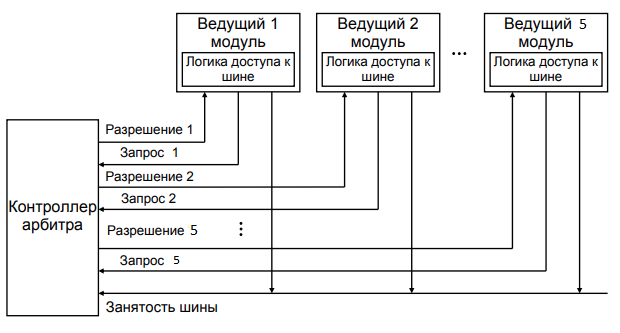 Ведущий 1
модуль
Логика доступа к
шине
Ведущий 2
модуль
Логика доступа к
шине
...
Ведущий 5
модуль
Логика доступа к
шине
Контроллер
арбитра
Разрешение 1
Запрос 1
Разрешение 2
Запрос 2
Разрешение 5
Запрос 5
Занятость шины